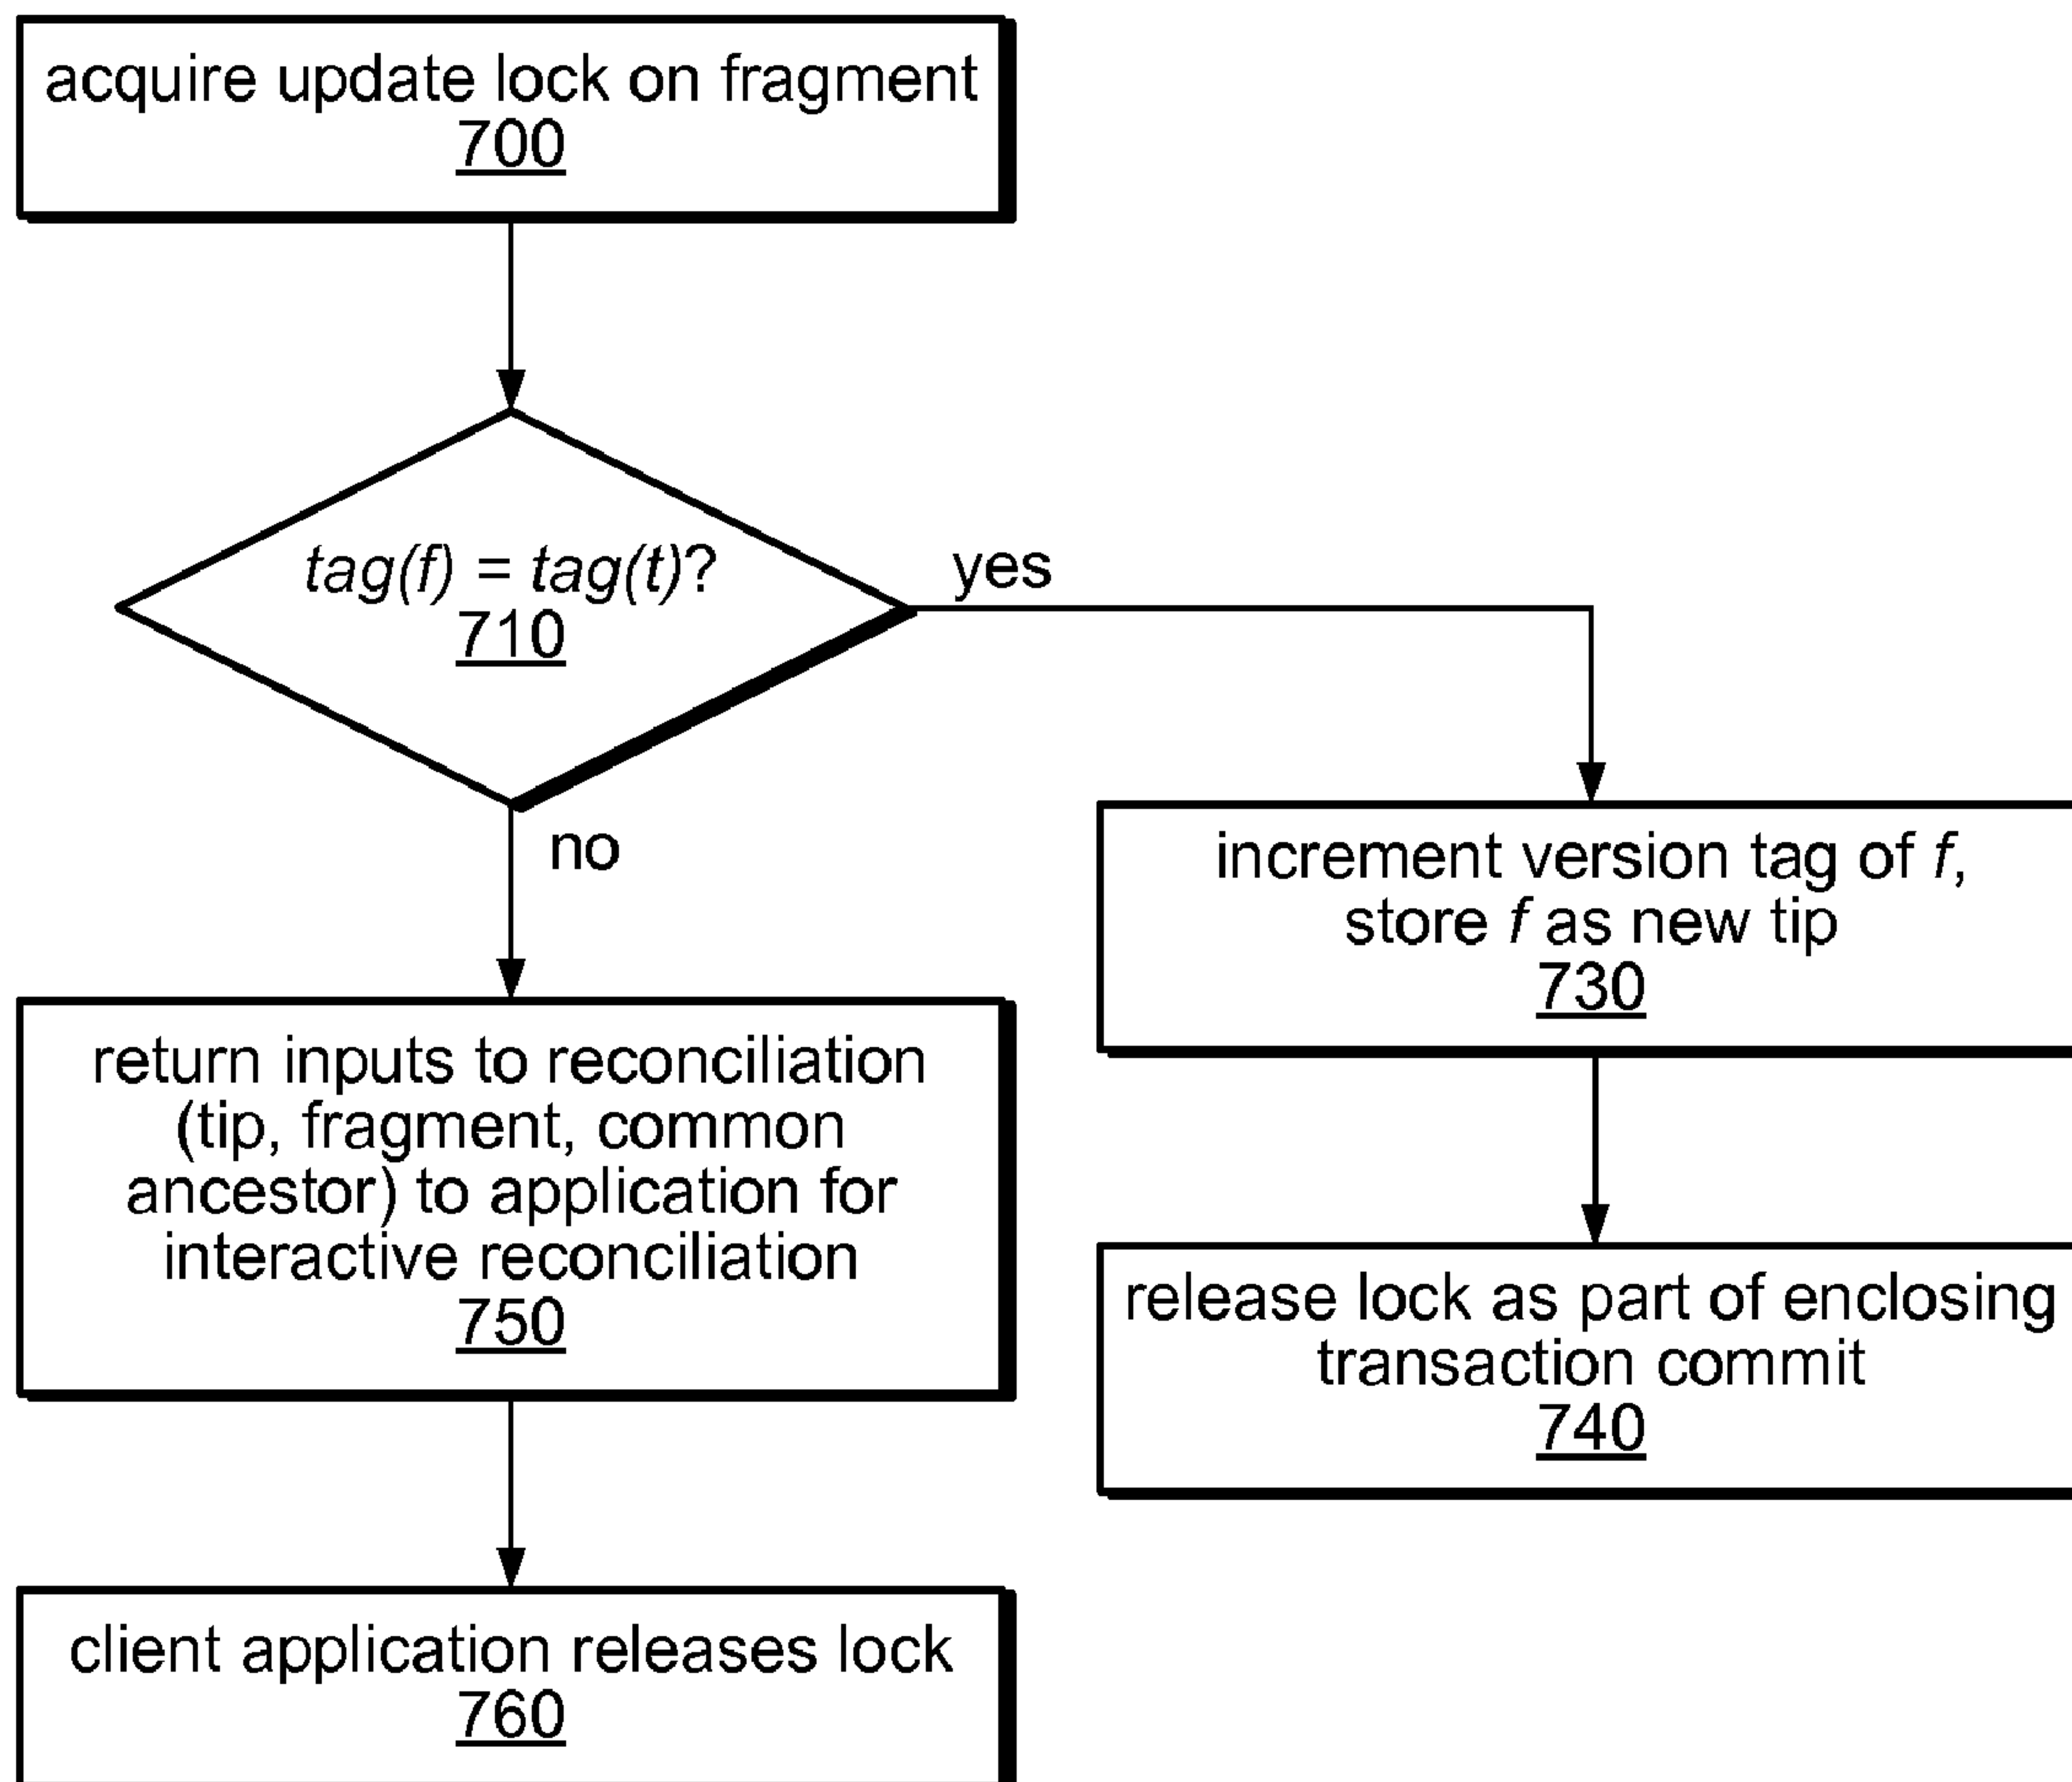 acquire update lock on fragment
700
tag(f) = tag(t)?
710
yes
no
increment version tag of f,
store f as new tip
730
return inputs to reconciliation
(tip, fragment, common
ancestor) to application for
interactive reconciliation
750
release lock as part of enclosing
transaction commit
740
client application releases lock
760